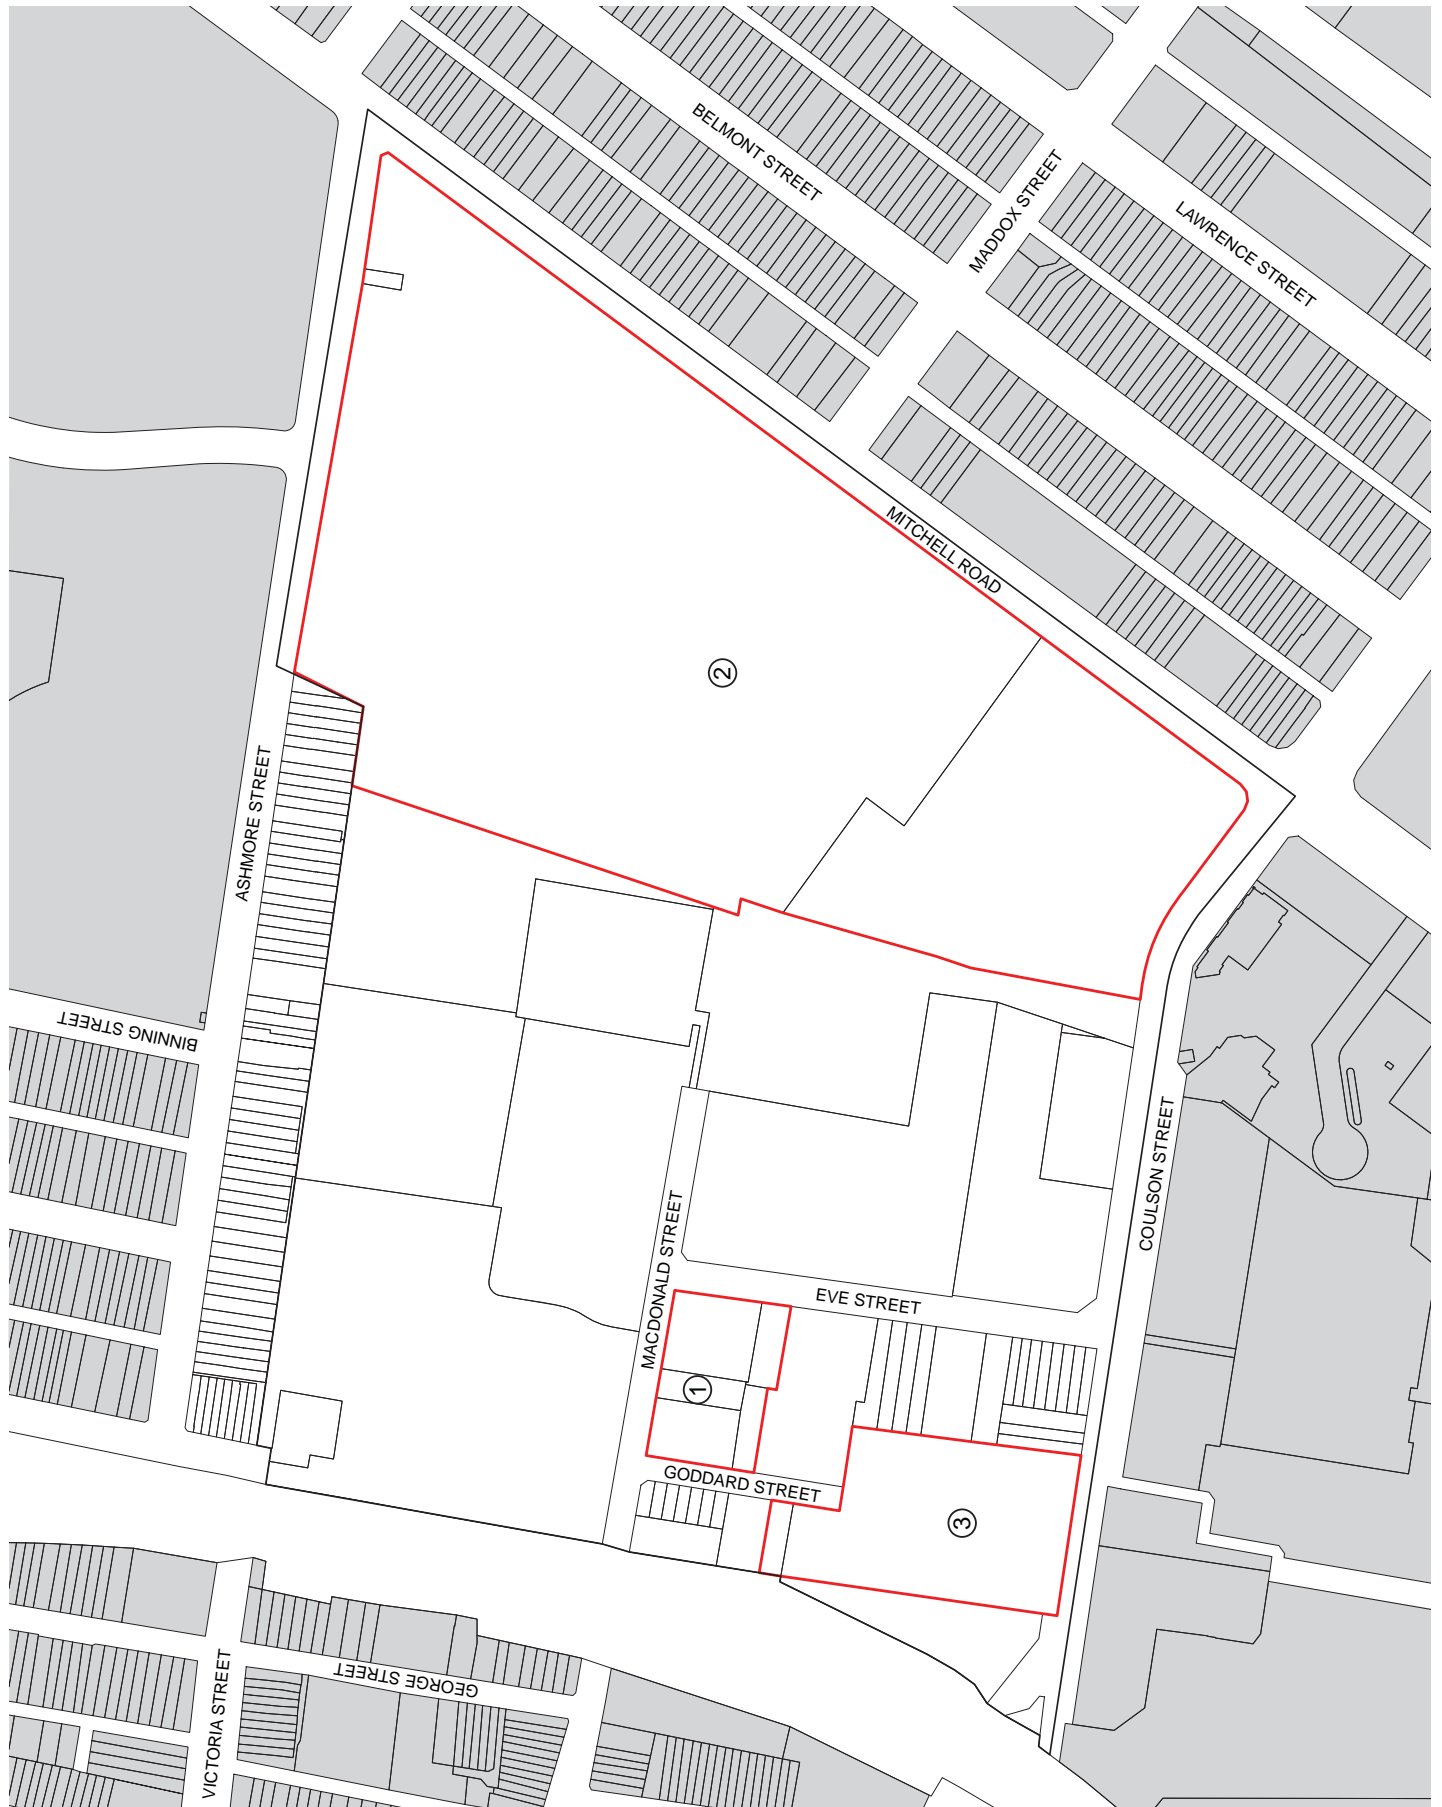 BELMONT STREET
MADDOX STREET
LAWRENCE STREET
MITCHELL ROAD
2
ASHMORE STREET
BINNING STREET
COULSON STREET
MACDONALD STREET
EVE STREET
1
GODDARD STREET
3
GEORGE STREET
VICTORIA STREET